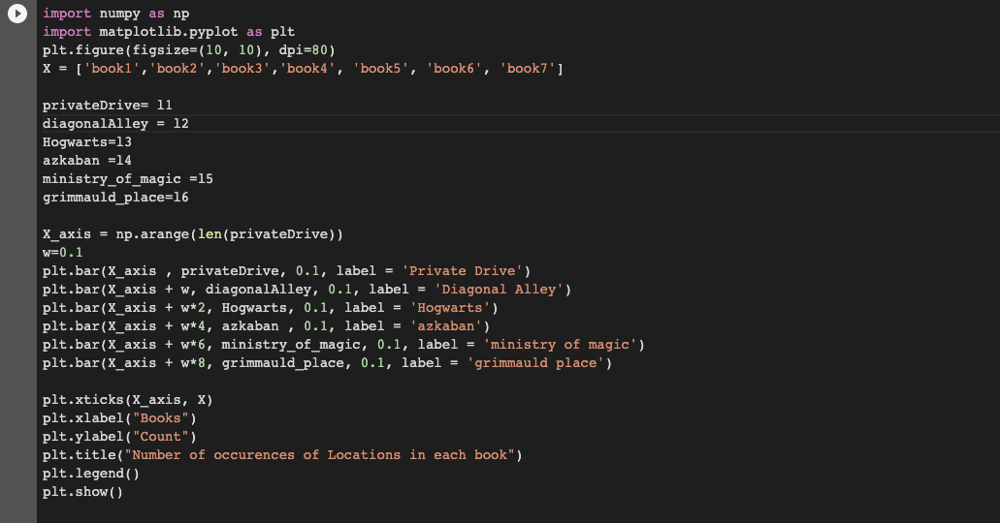 import numpy as np
import matplotlib.pyplot as plt
plt.figure(figsize=(10, 10), dpi=80)
X = ['book1','book2','book3','book4', 'book5', 'book6', 'book7']
privateDrive= l1
diagonalAlley = l2
Hogwarts=l3
azkaban =l4
ministry_of_magic =l5
grimmauld_place=l6
X_axis = np.arange(len(privateDrive))
w=0.1
plt.bar(X_axis , privateDrive, 0.1, label = 'Private Drive')
plt.bar(X_axis + w, diagonalAlley, 0.1, label = 'Diagonal Alley')
plt.bar(X_axis + w*2, Hogwarts, 0.1, label = 'Hogwarts')
plt.bar(X_axis + w*4, azkaban , 0.1, label = 'azkaban')
plt.bar(X_axis + w*6, ministry_of_magic, 0.1, label = 'ministry of magic')
plt.bar(X_axis + w*8, grimmauld_place, 0.1, label = 'grimmauld place')
plt.xticks(X_axis, X)
plt.xlabel("Books")
plt.ylabel("Count")
plt.title("Number of occurences of Locations in each book")
plt.legend()
plt.show()